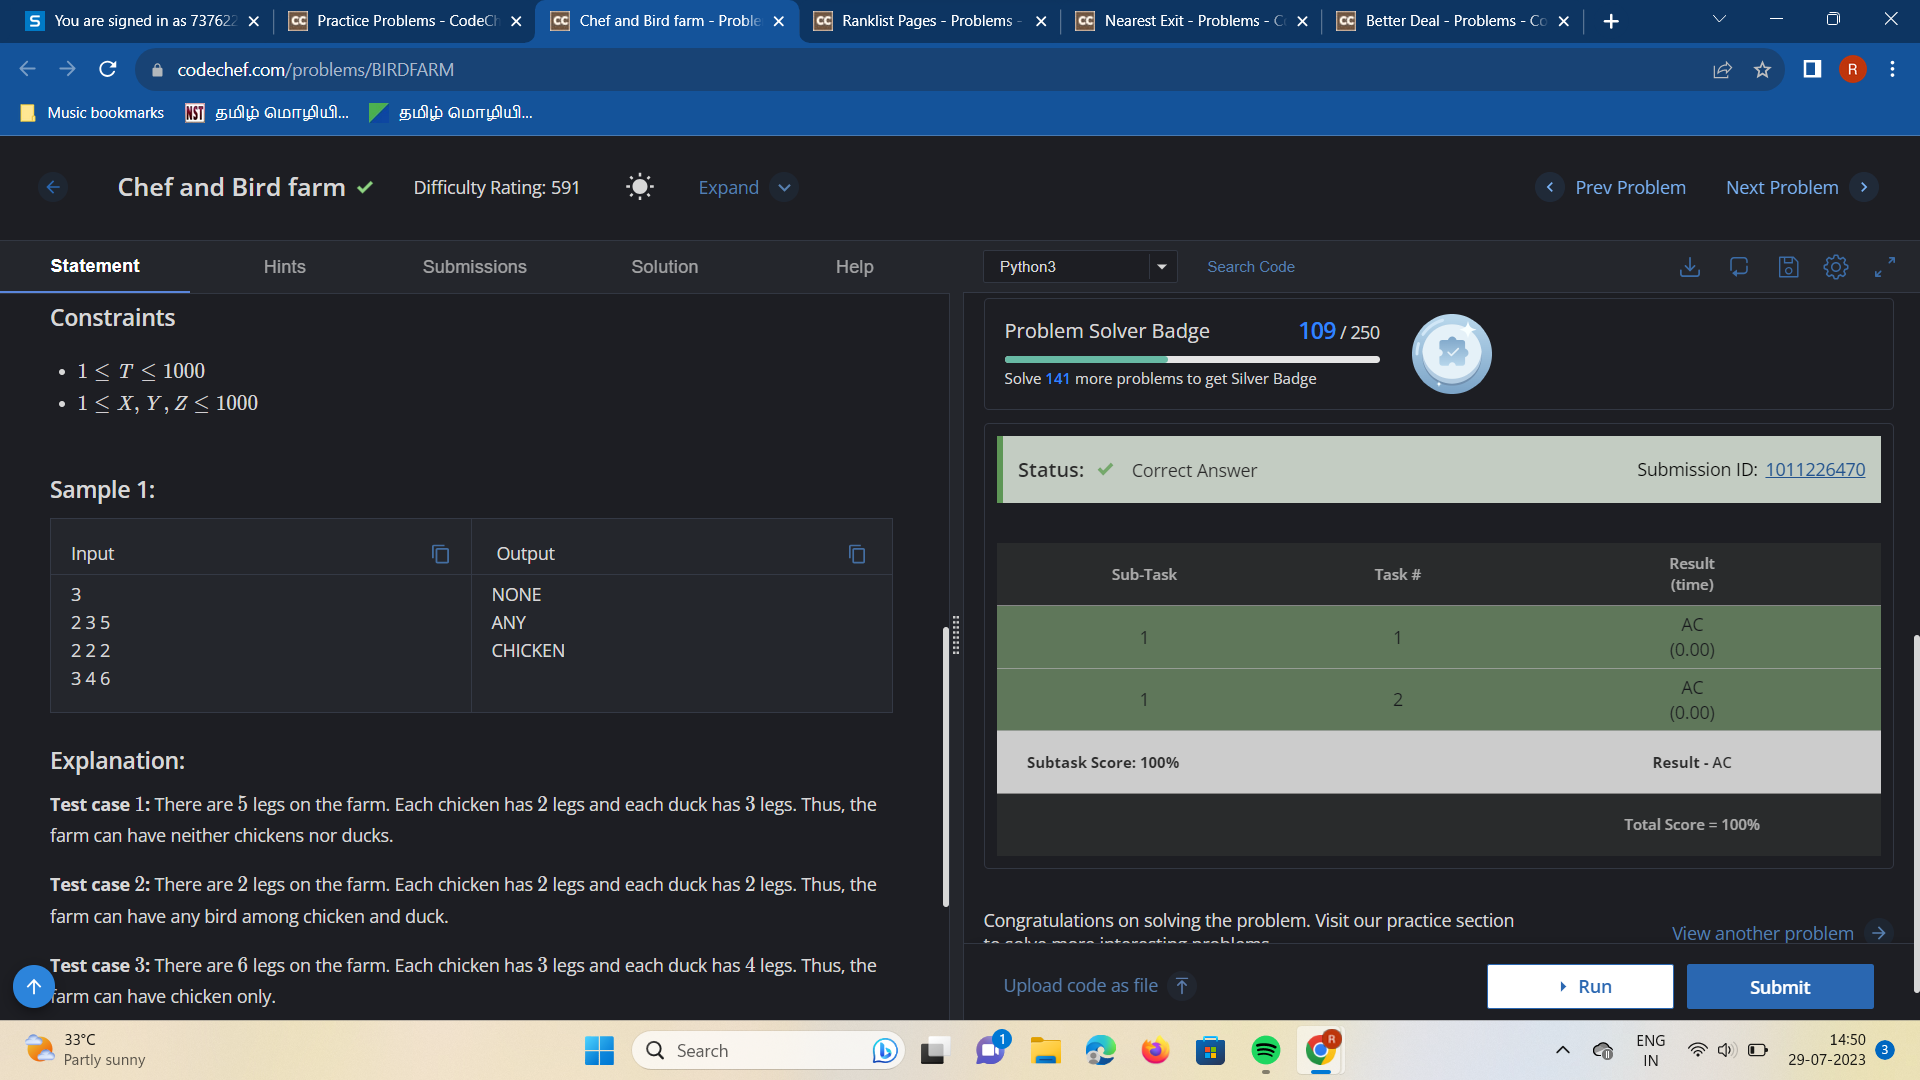 You are signed in as 737622
Practice Problems - CodeCh
Chef and Bird farm - Proble
Ranklist Pages - Problems -
Nearest Exit - Problems - C
Better Deal - Problems - Co
codechef.com/problems/BIRDFARM
R
Music bookmarks
NST தமிழ் மொழியி...
தமிழ் மொழியி...
Chef and Bird farm
Difficulty Rating: 591
Expand
Prev Problem
Next Problem
Statement
Hints
Submissions
Solution
Help
Python3
Search Code
Constraints
• 1 ≤ T ≤ 1000
• 1 ≤ X, Y, Z ≤ 1000
Sample 1:
Input
Output
3
2 3 5
2 2 2
3 4 6
NONE
ANY
CHICKEN
Explanation:
Test case 1: There are 5 legs on the farm. Each chicken has 2 legs and each duck has 3 legs. Thus, the
farm can have neither chickens nor ducks.
Test case 2: There are 2 legs on the farm. Each chicken has 2 legs and each duck has 2 legs. Thus, the
farm can have any bird among chicken and duck.
Test case 3: There are 6 legs on the farm. Each chicken has 3 legs and each duck has 4 legs. Thus, the
farm can have chicken only.
Problem Solver Badge
109 / 250
Solve 141 more problems to get Silver Badge
Status: Correct Answer
Submission ID: 1011226470
Sub-Task
Task #
Result
(time)
1
1
AC
(0.00)
1
2
AC
(0.00)
Subtask Score: 100%
Result - AC
Total Score = 100%
Congratulations on solving the problem. Visit our practice section
to solve more interesting problems.
View another problem
Upload code as file
Run
Submit
33°C
Partly sunny
Search
1
R
ENG
IN
14:50
29-07-2023
3